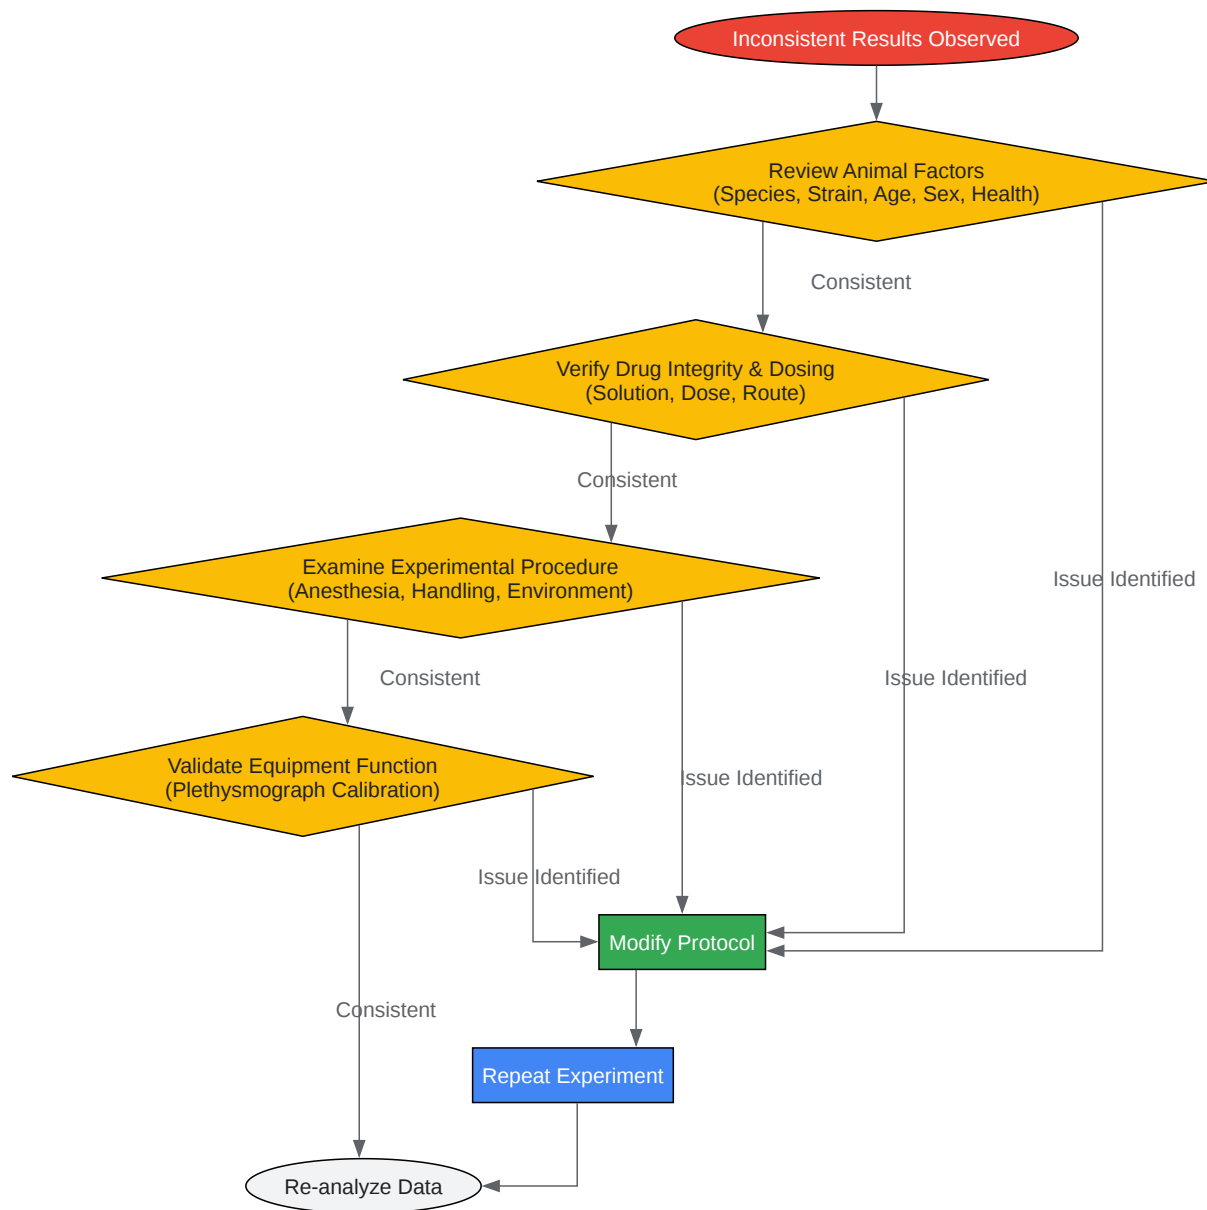 Inconsistent Results Observed
Review Animal Factors
(Species, Strain, Age, Sex, Health)
Consistent
Verify Drug Integrity & Dosing
(Solution, Dose, Route)
Consistent
Examine Experimental Procedure
(Anesthesia, Handling, Environment)
Issue Identified
Consistent
Issue Identified
Validate Equipment Function
(Plethysmograph Calibration)
Issue Identified
Issue Identified
Modify Protocol
Consistent
Repeat Experiment
Re-analyze Data